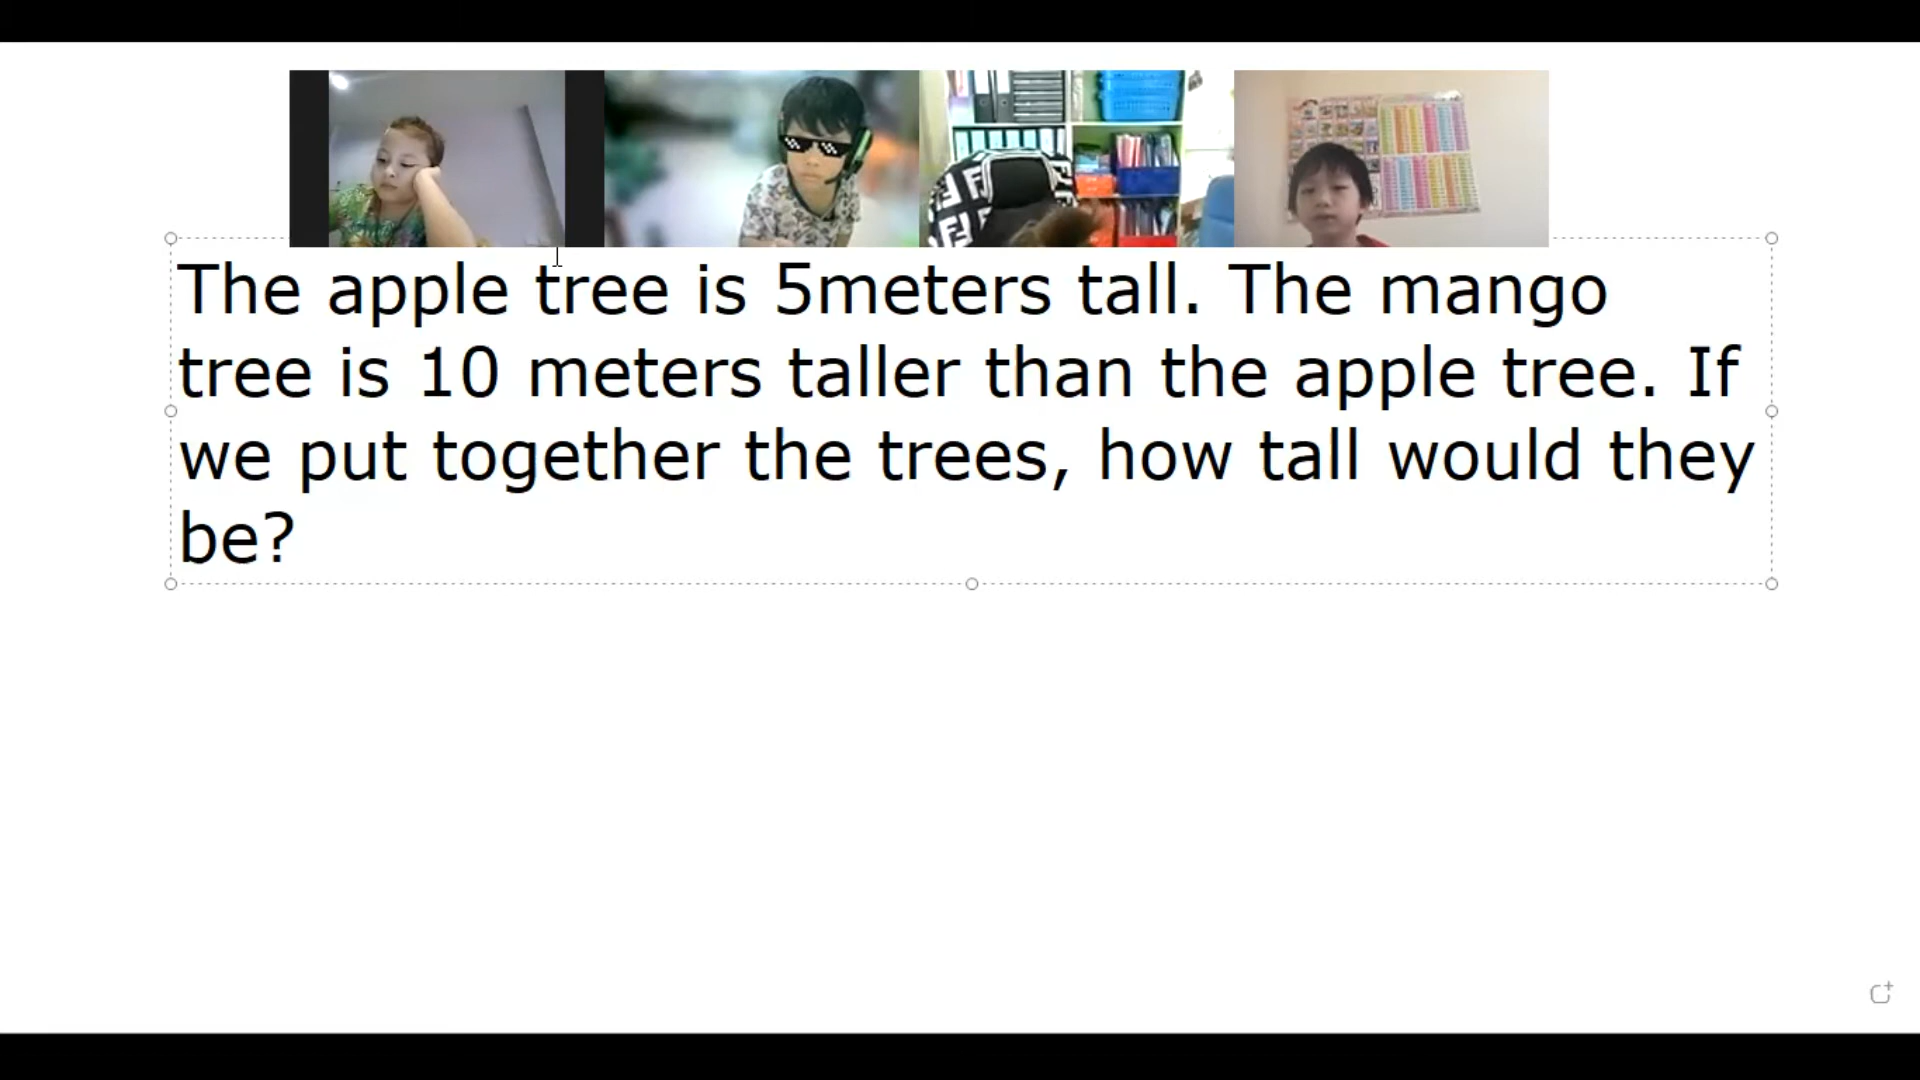 The apple tree is 5meters tall. The mango
tree is 10 meters taller than the apple tree. If
we put together the trees, how tall would they
be?